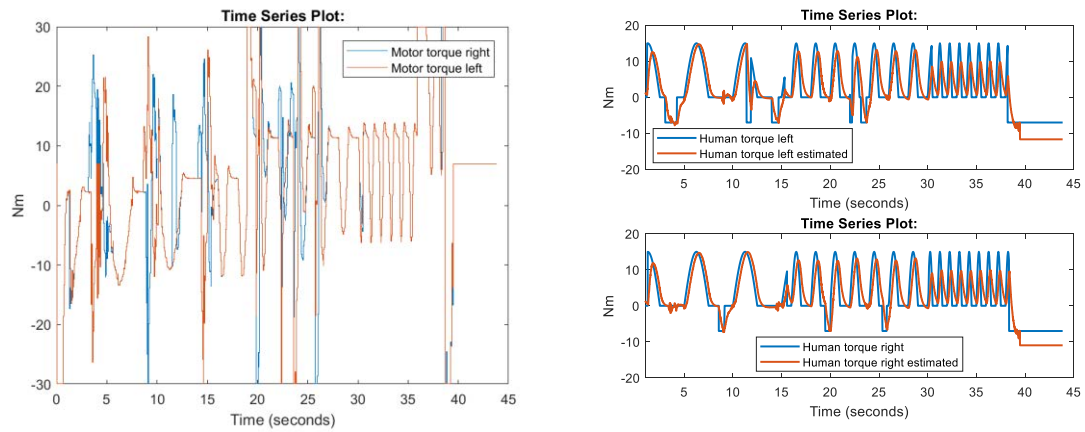 Time Series Plot:
30
20
10
0
-10
-20
-30
Nm
Motor torque right
Motor torque left
0 5 10 15 20 25 30 35 40 45
Time (seconds)
Time Series Plot:
20
10
0
-10
-20
Nm
Human torque left
Human torque left estimated
5 10 15 20 25 30 35 40 45
Time (seconds)
Time Series Plot:
20
10
0
-10
-20
Nm
Human torque right
Human torque right estimated
5 10 15 20 25 30 35 40 45
Time (seconds)